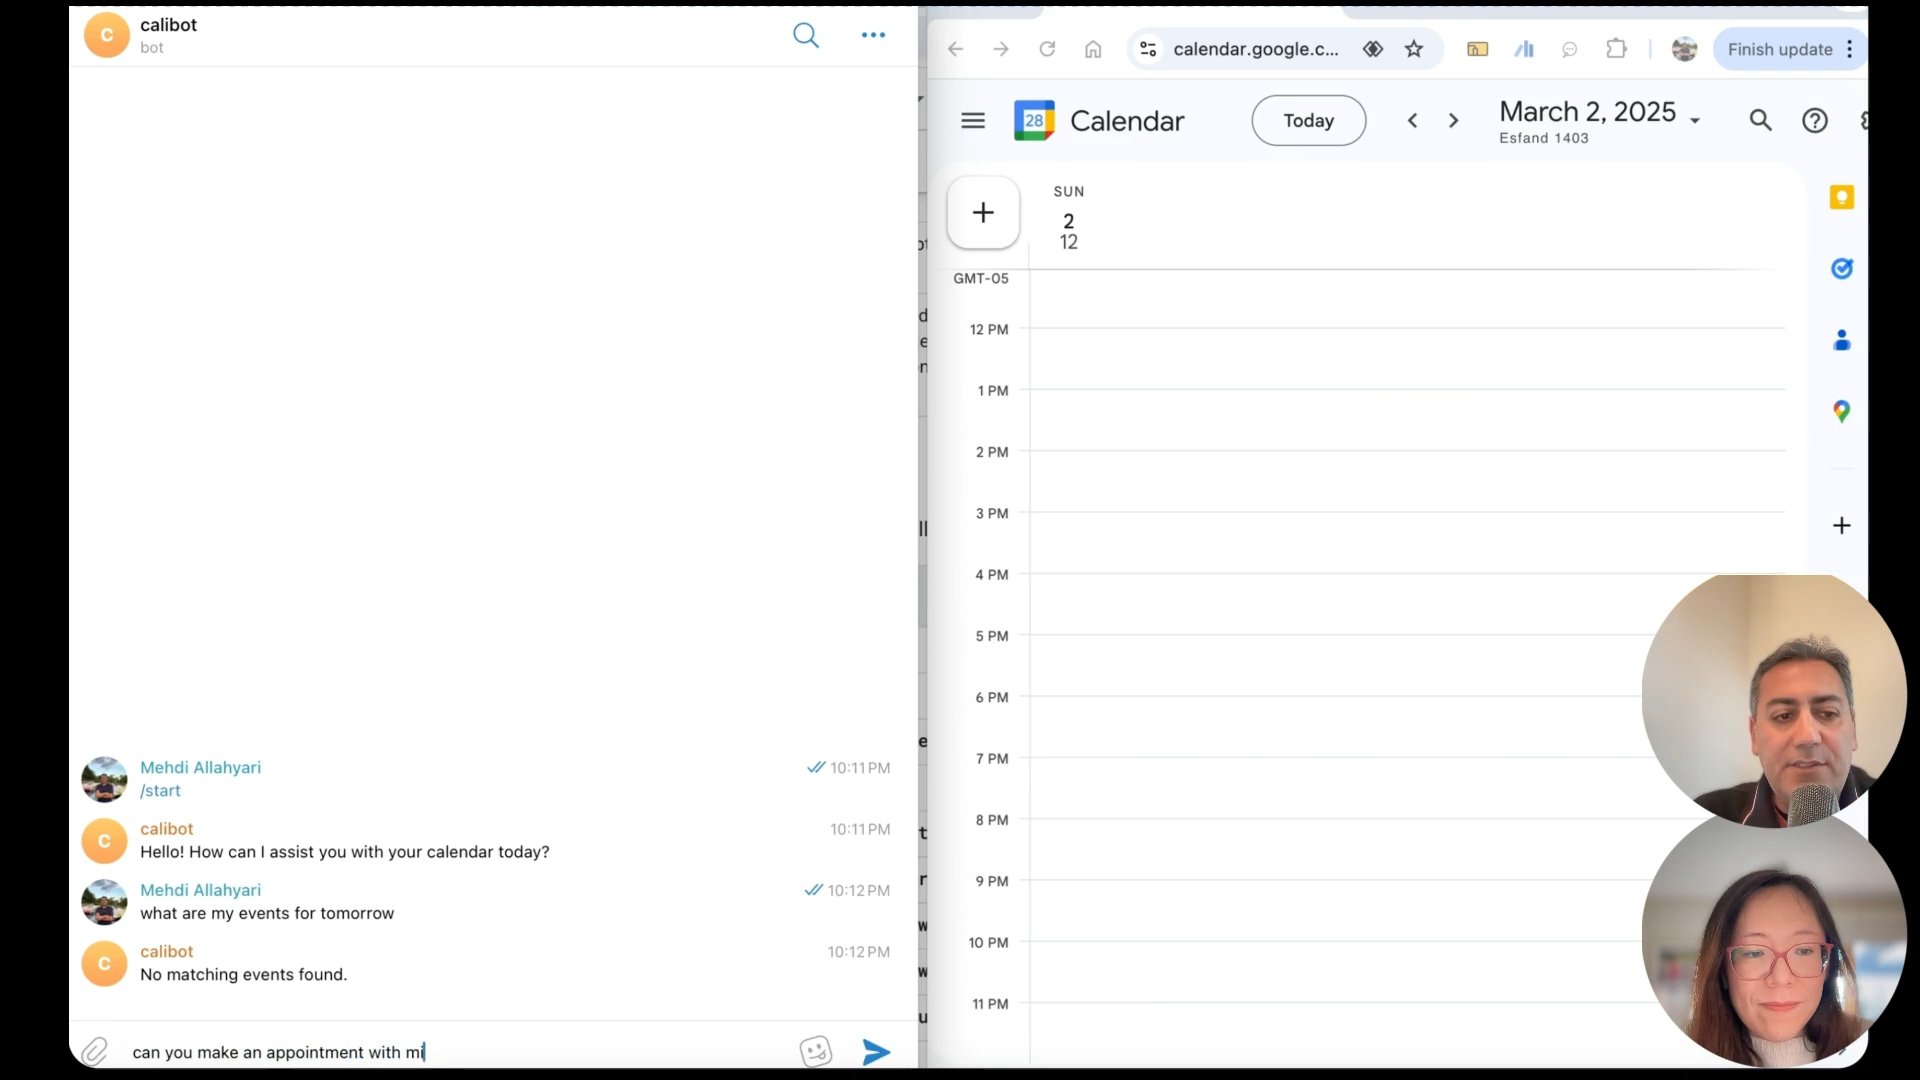 C
calibot
bot
Mehdi Allahyari
10:11 PM
/start
C
calibot
10:11 PM
Hello! How can I assist you with your calendar today?
Mehdi Allahyari
10:12 PM
what are my events for tomorrow
C
calibot
10:12 PM
No matching events found.
can you make an appointment with mi
calendar.google.c...
Finish update
28
Calendar
Today
March 2, 2025
Esfand 1403
SUN
2
12
GMT-05
12 PM
1 PM
2 PM
3 PM
4 PM
5 PM
6 PM
7 PM
8 PM
9 PM
10 PM
11 PM